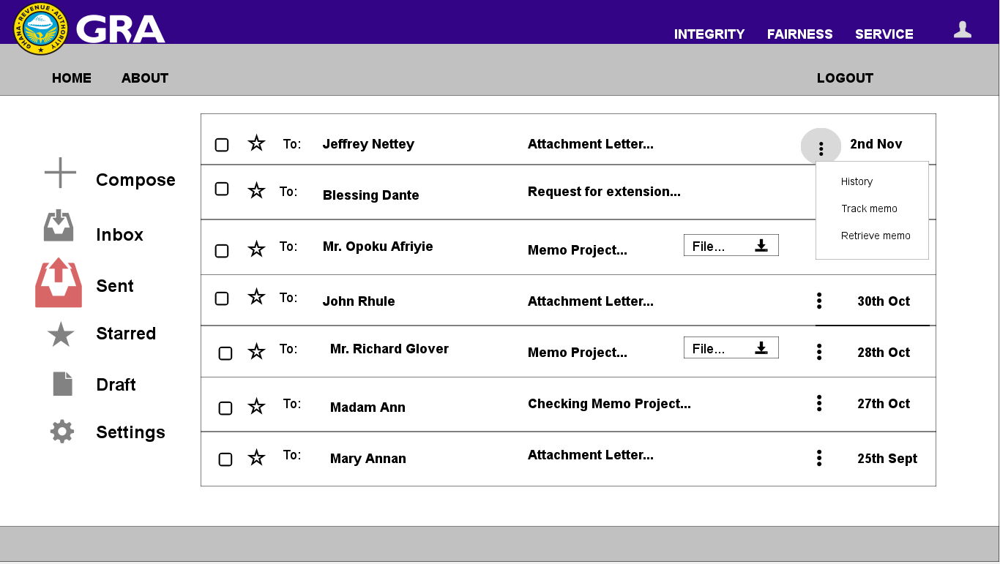 GHANA · REVENUE · AUTHORITY
GRA
INTEGRITY FAIRNESS SERVICE
HOME ABOUT LOGOUT
Compose
Inbox
Sent
Starred
Draft
Settings
To: Jeffrey Nettey Attachment Letter... 2nd Nov
History
Track memo
Retrieve memo
To: Blessing Dante Request for extension...
To: Mr. Opoku Afriyie Memo Project... File...
To: John Rhule Attachment Letter... 30th Oct
To: Mr. Richard Glover Memo Project... File... 28th Oct
To: Madam Ann Checking Memo Project... 27th Oct
To: Mary Annan Attachment Letter... 25th Sept